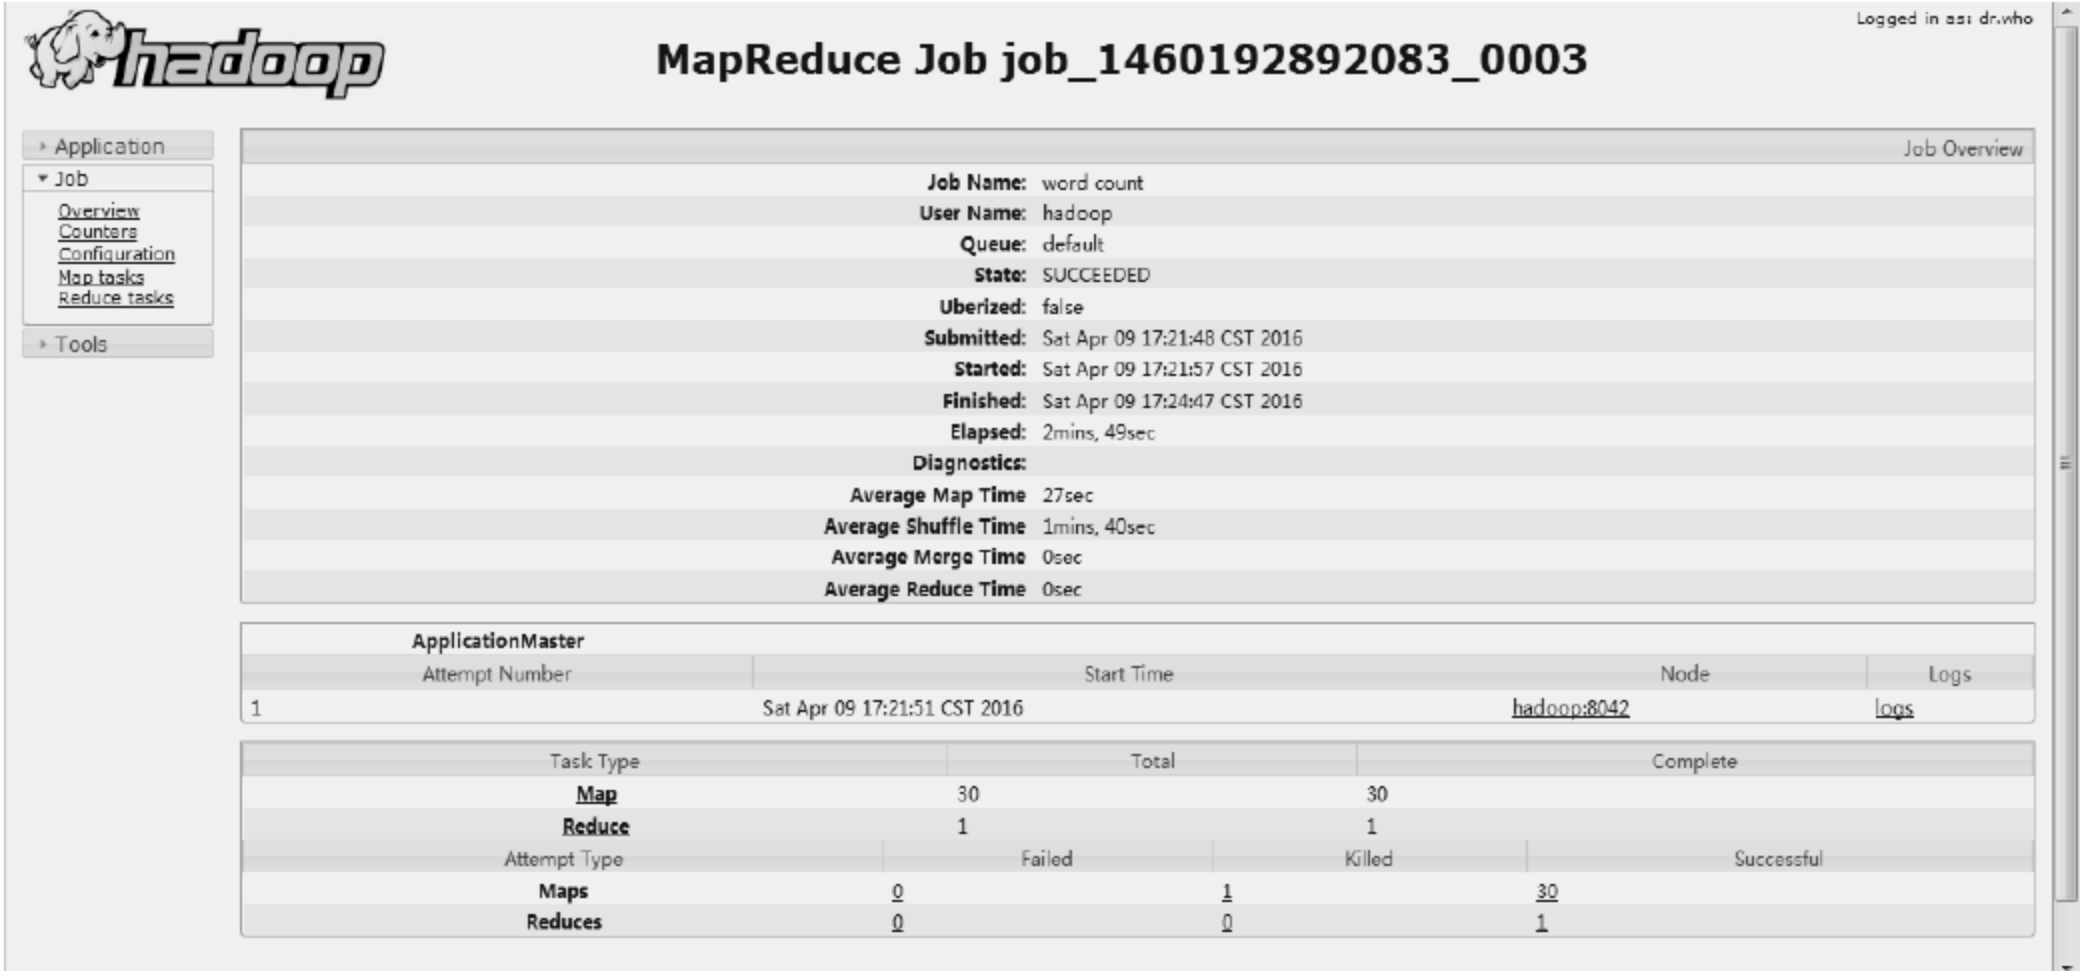 Logged in as: dr.who
hadoop
MapReduce Job job_1460192892083_0003
Application
Job
Overview
Counters
Configuration
Map tasks
Reduce tasks
Tools
Job Overview
Job Name: word count
User Name: hadoop
Queue: default
State: SUCCEEDED
Uberized: false
Submitted: Sat Apr 09 17:21:48 CST 2016
Started: Sat Apr 09 17:21:57 CST 2016
Finished: Sat Apr 09 17:24:47 CST 2016
Elapsed: 2mins, 49sec
Diagnostics:
Average Map Time 27sec
Average Shuffle Time 1mins, 40sec
Average Merge Time 0sec
Average Reduce Time 0sec
ApplicationMaster
Attempt Number Start Time Node Logs
1 Sat Apr 09 17:21:51 CST 2016 hadoop:8042 logs
Task Type Total Complete
Map 30 30
Reduce 1 1
Attempt Type Failed Killed Successful
Maps 0 1 30
Reduces 0 0 1